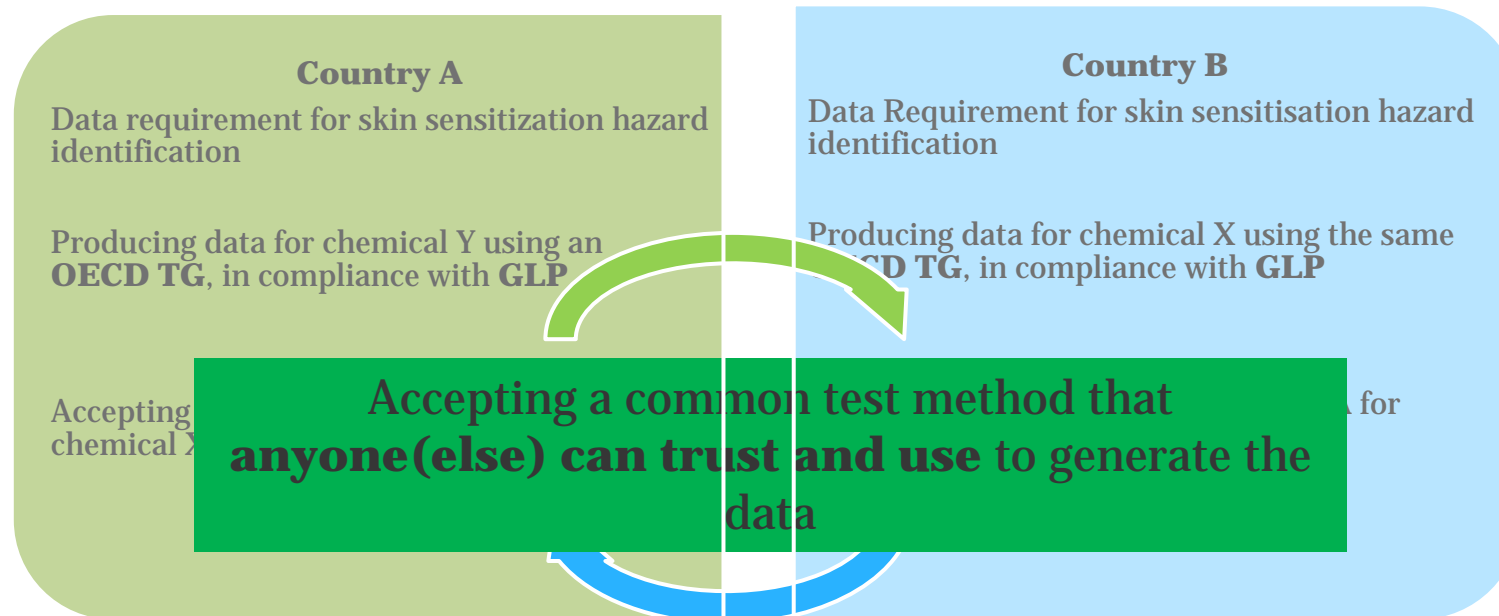 Country A
Data requirement for skin sensitization hazard
identification
Producing data for chemical Y using an
OECD TG, in compliance with GLP
Accepting
chemical
Country B
Data Requirement for skin sensitisation hazard
identification
Producing data for chemical X using the same
TG, in compliance with GLP
for
Accepting a common test method that
anyone(else) can trust and use to generate the
data